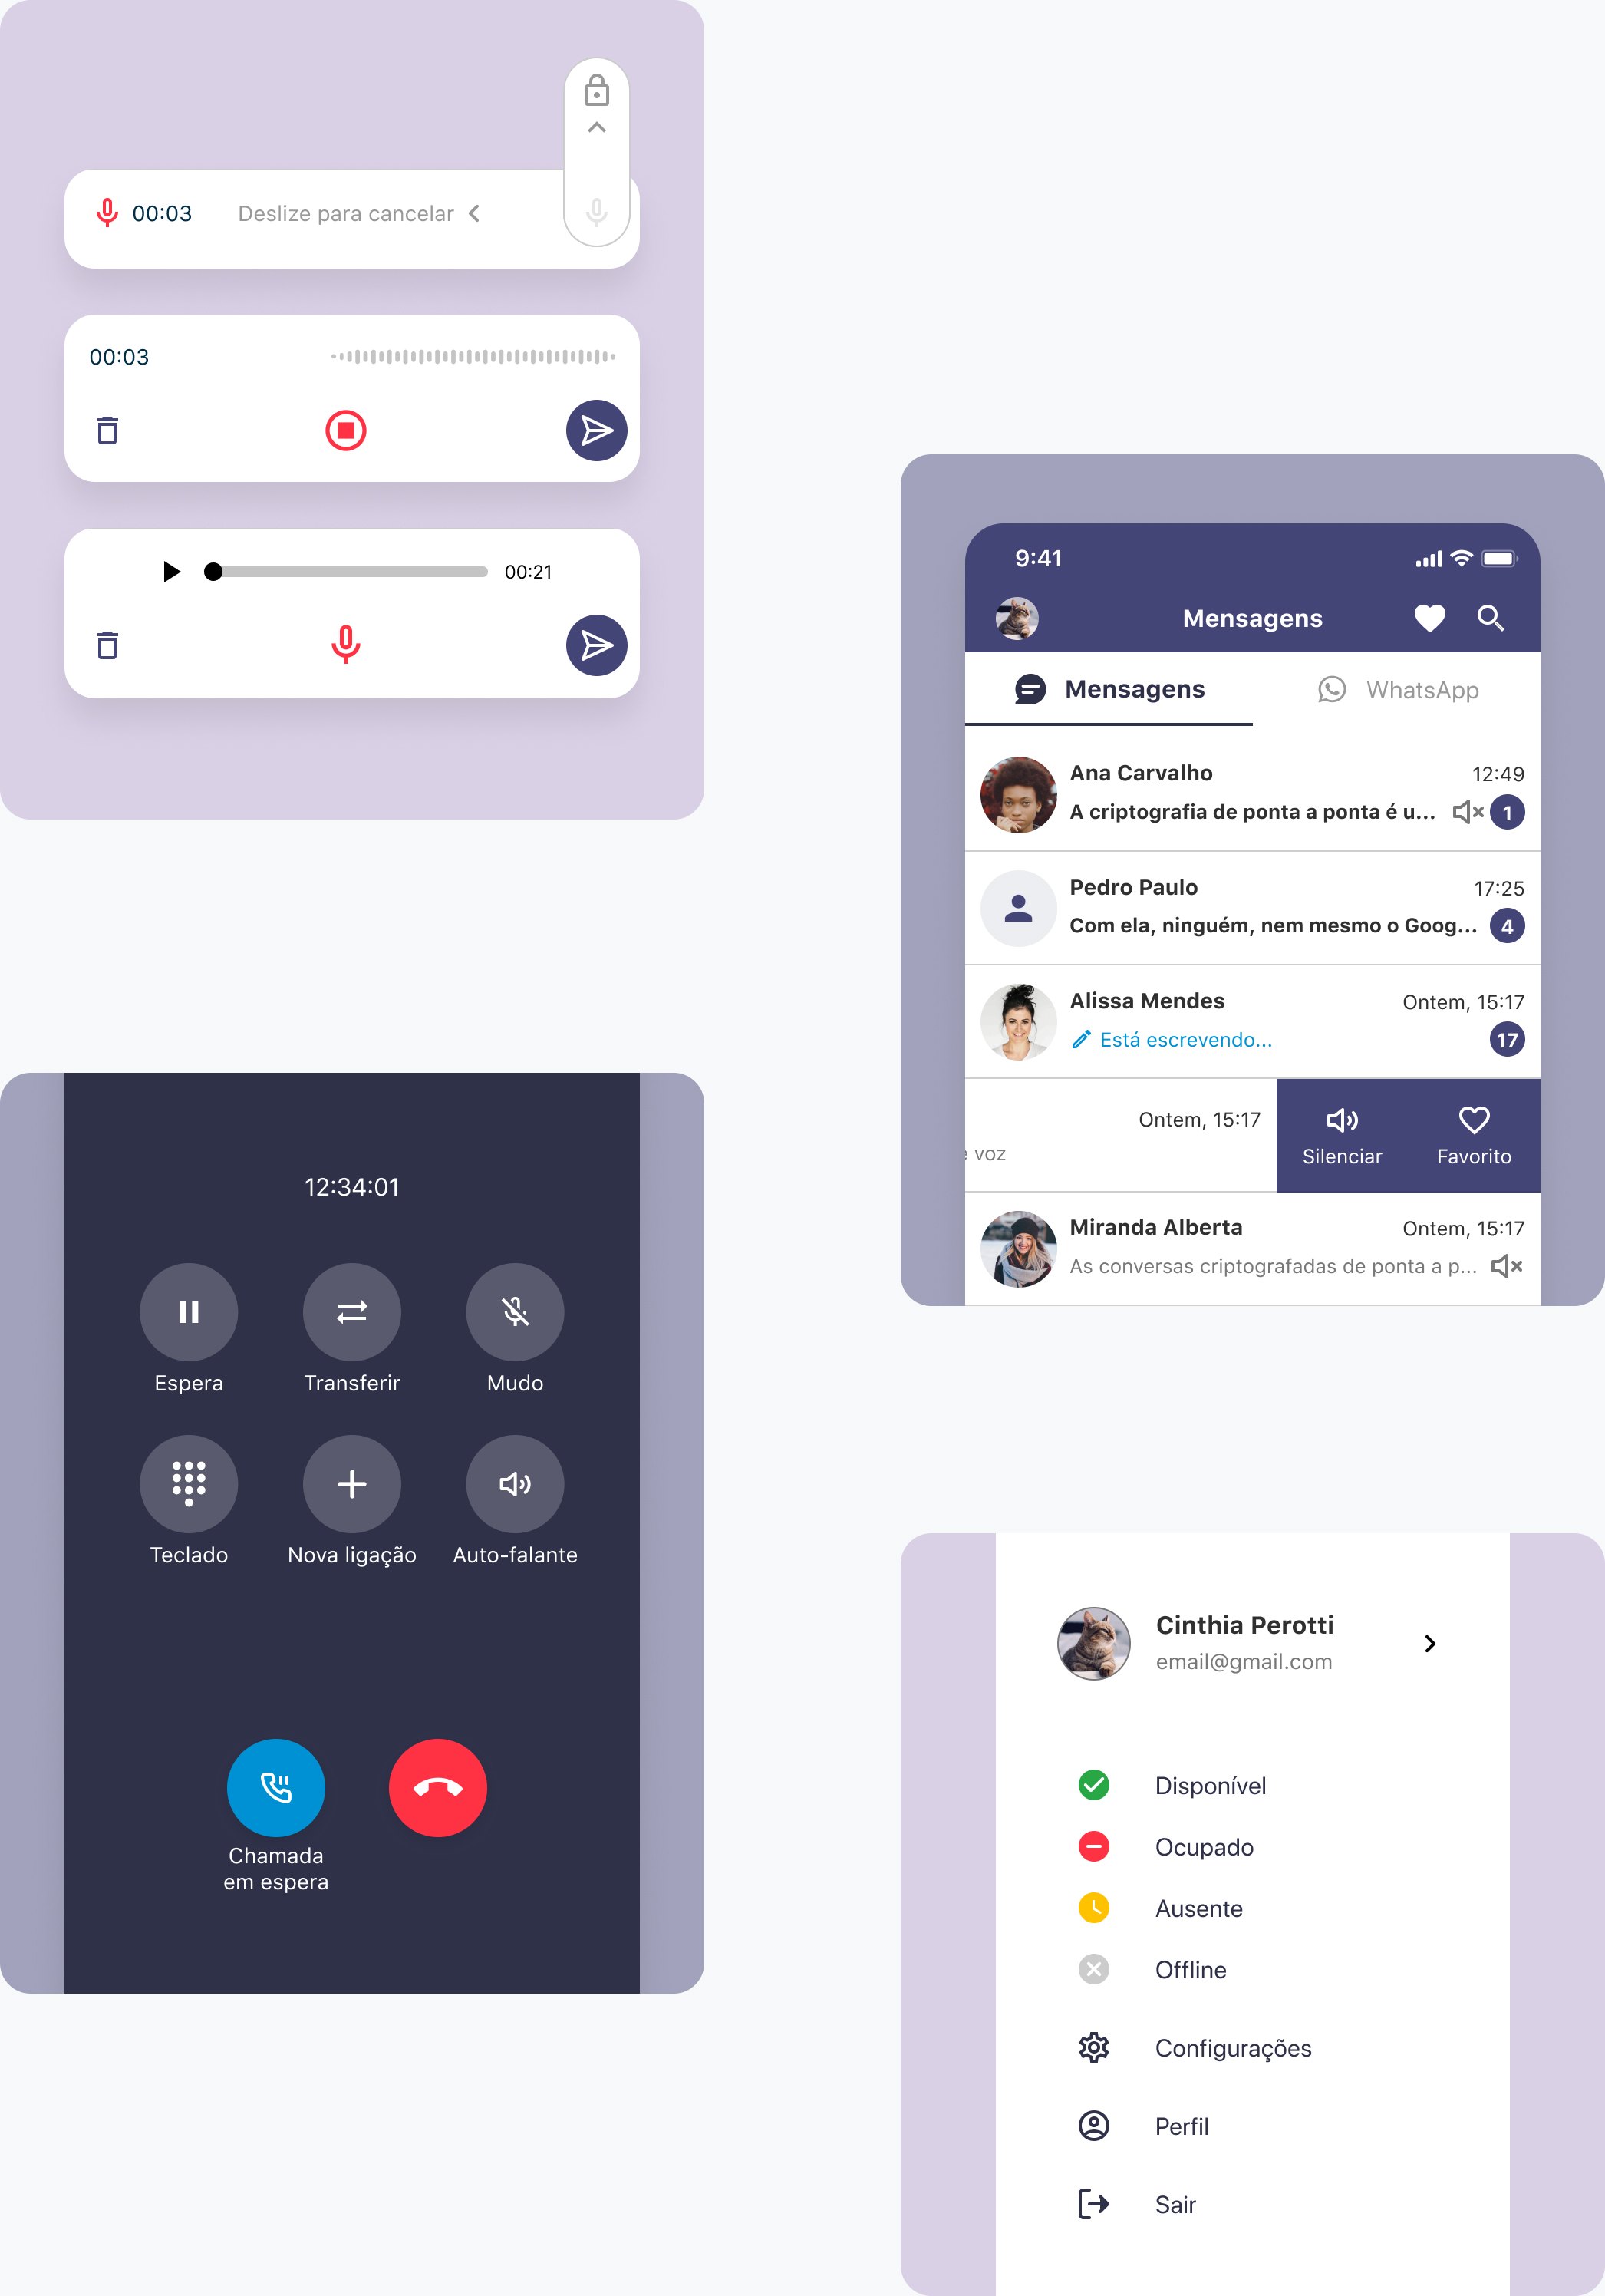 00:03 Deslize para cancelar
00:03
00:21
9:41
Mensagens
Mensagens WhatsApp
Ana Carvalho 12:49
A criptografia de ponta a ponta é u... 1
Pedro Paulo 17:25
Com ela, ninguém, nem mesmo o Goog... 4
Alissa Mendes Ontem, 15:17
Está escrevendo... 17
Ontem, 15:17
voz
Silenciar Favorito
Miranda Alberta Ontem, 15:17
As conversas criptografadas de ponta a p...
12:34:01
Espera Transferir Mudo
Teclado Nova ligação Auto-falante
Chamada
em espera
Cinthia Perotti
email@gmail.com
Disponível
Ocupado
Ausente
Offline
Configurações
Perfil
Sair